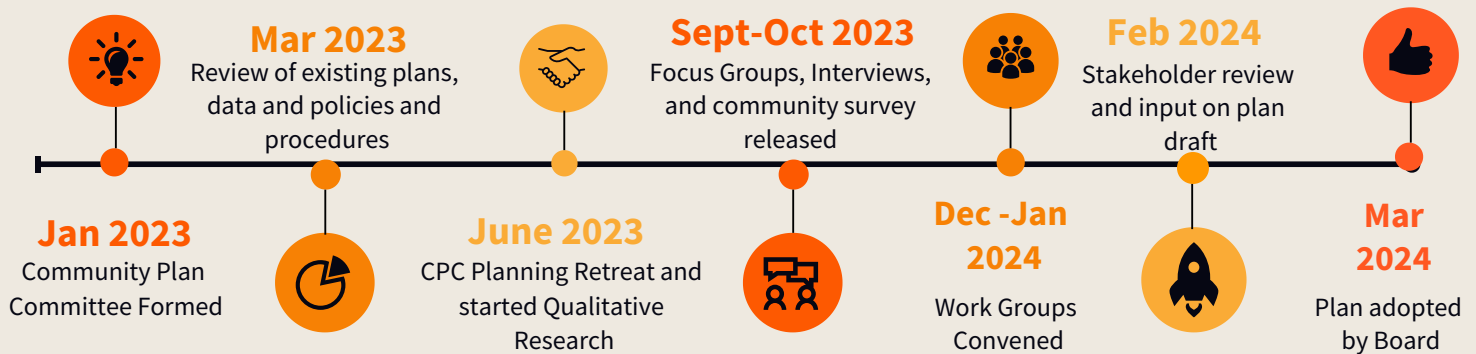 Jan 2023
Community Plan
Committee Formed
Mar 2023
Review of existing plans,
data and policies and
procedures
June 2023
CPC Planning Retreat and
started Qualitative
Research
Sept-Oct 2023
Focus Groups, Interviews,
and community survey
released
Dec -Jan
2024
Work Groups
Convened
Feb 2024
Stakeholder review
and input on plan
draft
Mar
2024
Plan adopted
by Board